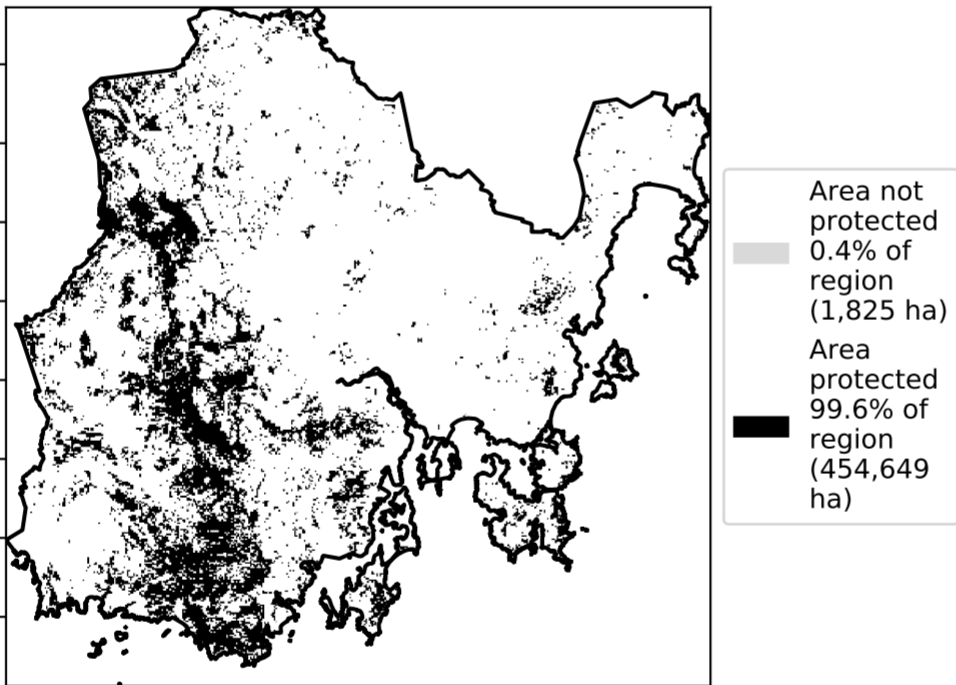 Area not
protected
0.4% of
region
(1,825 ha)
Area
protected
99.6% of
region
(454,649
ha)